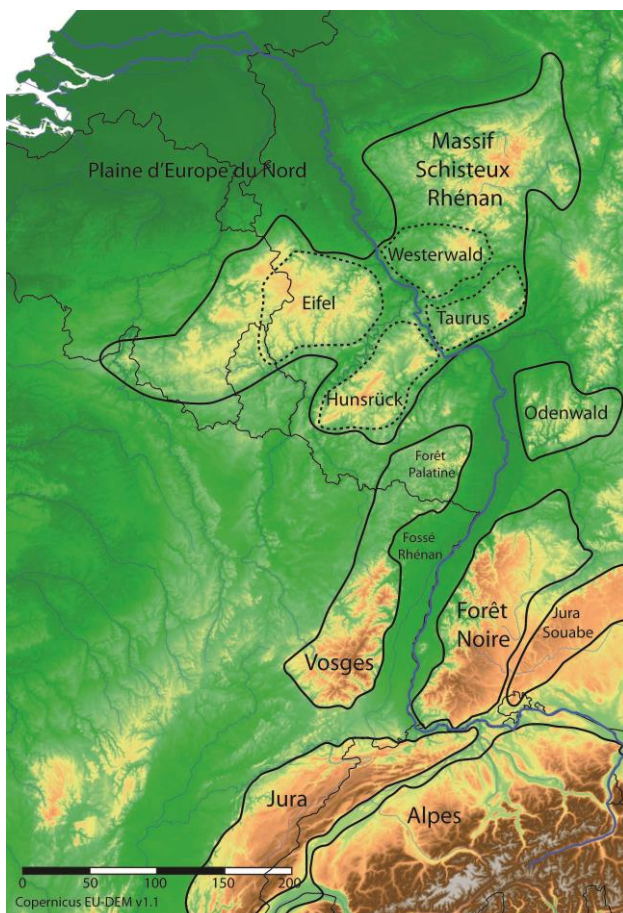 Massif
Schisteux
Rhénan
Plaine d'Europe du Nord
Westerwald
Eifel
Taurus
Hunsrück
Odenwald
Forêt
Palatine
Fossé
Rhénan
Forêt
Noire
Jura
Souabe
Vosges
Jura
Alpes
0 50 100 150 200
Copernicus EU-DEM v1.1